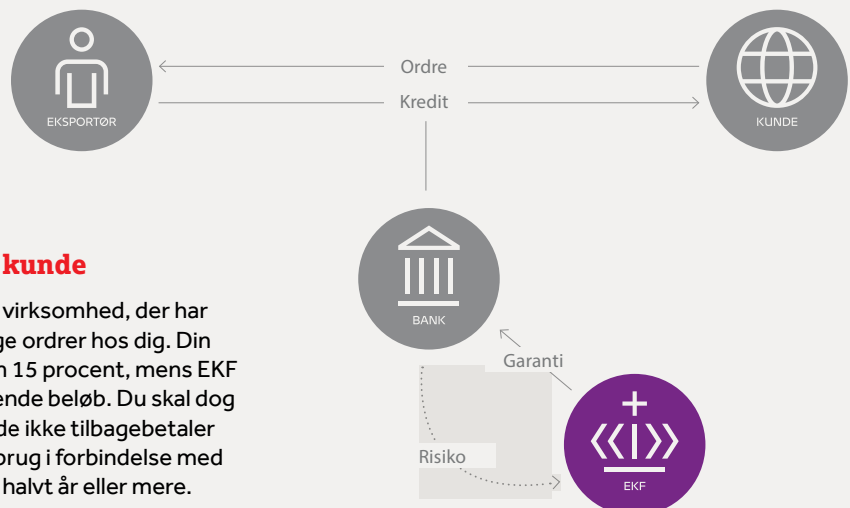 Ordre
Kredit
EKSPORTØR
KUNDE
BANK
Garanti
Risiko
EKF
kunde
virksomhed, der har
ge ordrer hos dig. Din
n 15 procent, mens EKF
ende beløb. Du skal dog
de ikke tilbagebetaler
brug i forbindelse med
halvt år eller mere.